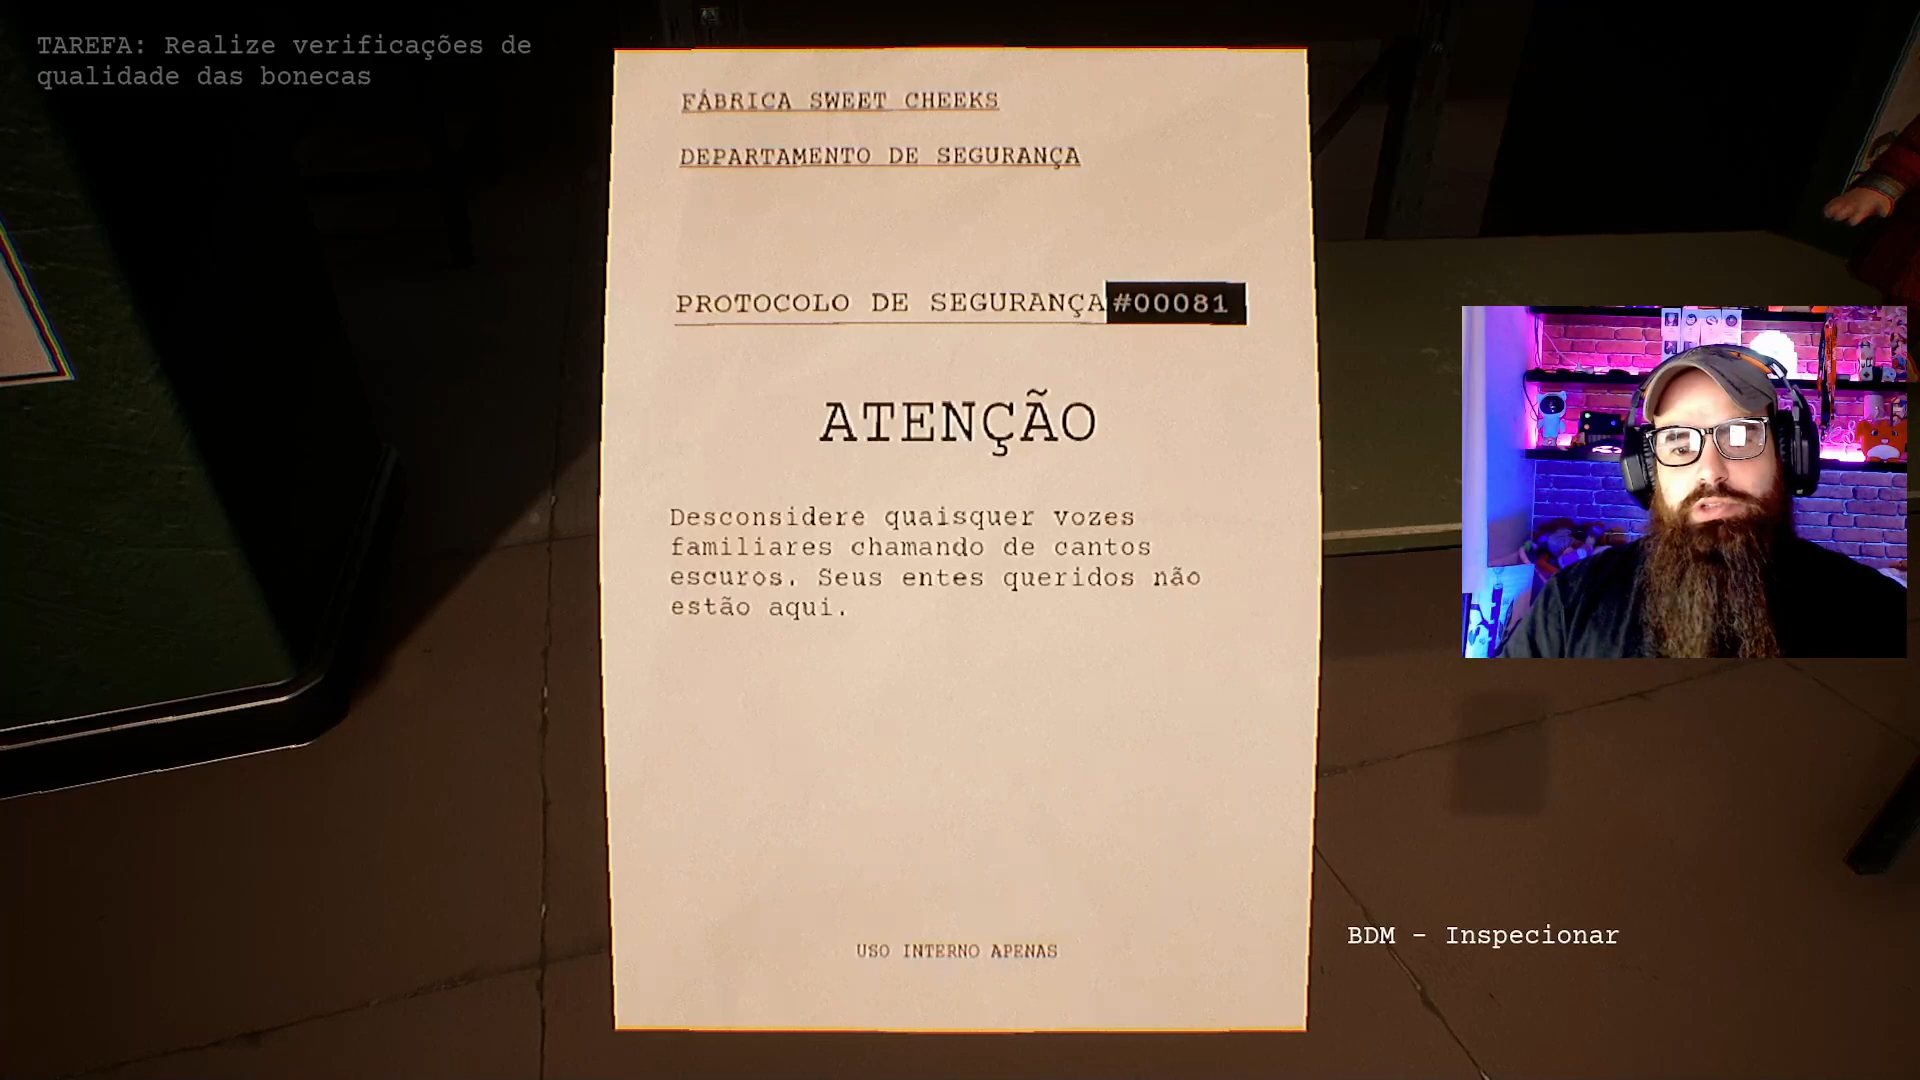 TAREFA: Realize verificações de
qualidade das bonecas
FÁBRICA SWEET CHEEKS
DEPARTAMENTO DE SEGURANÇA
PROTOCOLO DE SEGURANÇA #00081
ATENÇÃO
Desconsidere quaisquer vozes
familiares chamando de cantos
escuros. Seus entes queridos não
estão aqui.
USO INTERNO APENAS
BDM - Inspecionar